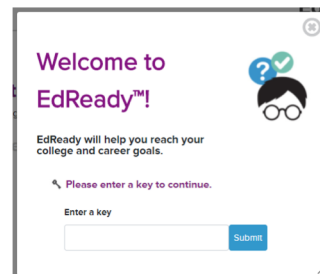 Welcome to
EdReady™!
EdReady will help you reach your
college and career goals.
Please enter a key to continue.
Enter a key
Submit